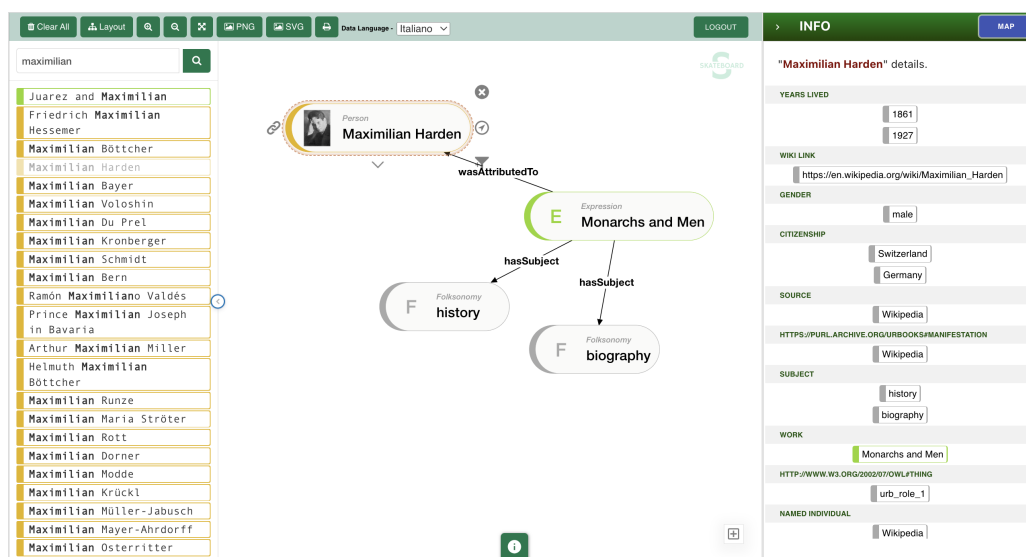 Clear All
Layout
PNG
SVG
Data Language -
Italiano
LOGOUT
INFO
MAP
maximilian
Juarez and Maximilian
Friedrich Maximilian
Hessemer
Maximilian Böttcher
Maximilian Harden
Maximilian Bayer
Maximilian Voloshin
Maximilian Du Prel
Maximilian Kronberger
Maximilian Schmidt
Maximilian Bern
Ramón Maximiliano Valdés
Prince Maximilian Joseph
in Bavaria
Arthur Maximilian Miller
Helmuth Maximilian
Böttcher
Maximilian Runze
Maximilian Maria Ströter
Maximilian Rott
Maximilian Dorner
Maximilian Modde
Maximilian Krückl
Maximilian Müller-Jabusch
Maximilian Mayer-Ahrdorff
Maximilian Osterritter
SKATEBOARD
Person
Maximilian Harden
wasAttributedTo
E
Expression
Monarchs and Men
hasSubject
hasSubject
F
Folksonomy
history
F
Folksonomy
biography
"Maximilian Harden" details.
YEARS LIVED
1861
1927
WIKI LINK
https://en.wikipedia.org/wiki/Maximilian_Harden
GENDER
male
CITIZENSHIP
Switzerland
Germany
SOURCE
Wikipedia
HTTPS://PURL.ARCHIVE.ORG/URBOOKS#MANIFESTATION
Wikipedia
SUBJECT
history
biography
WORK
Monarchs and Men
HTTP://WWW.W3.ORG/2002/07/OWL#THING
urb_role_1
NAMED INDIVIDUAL
Wikipedia